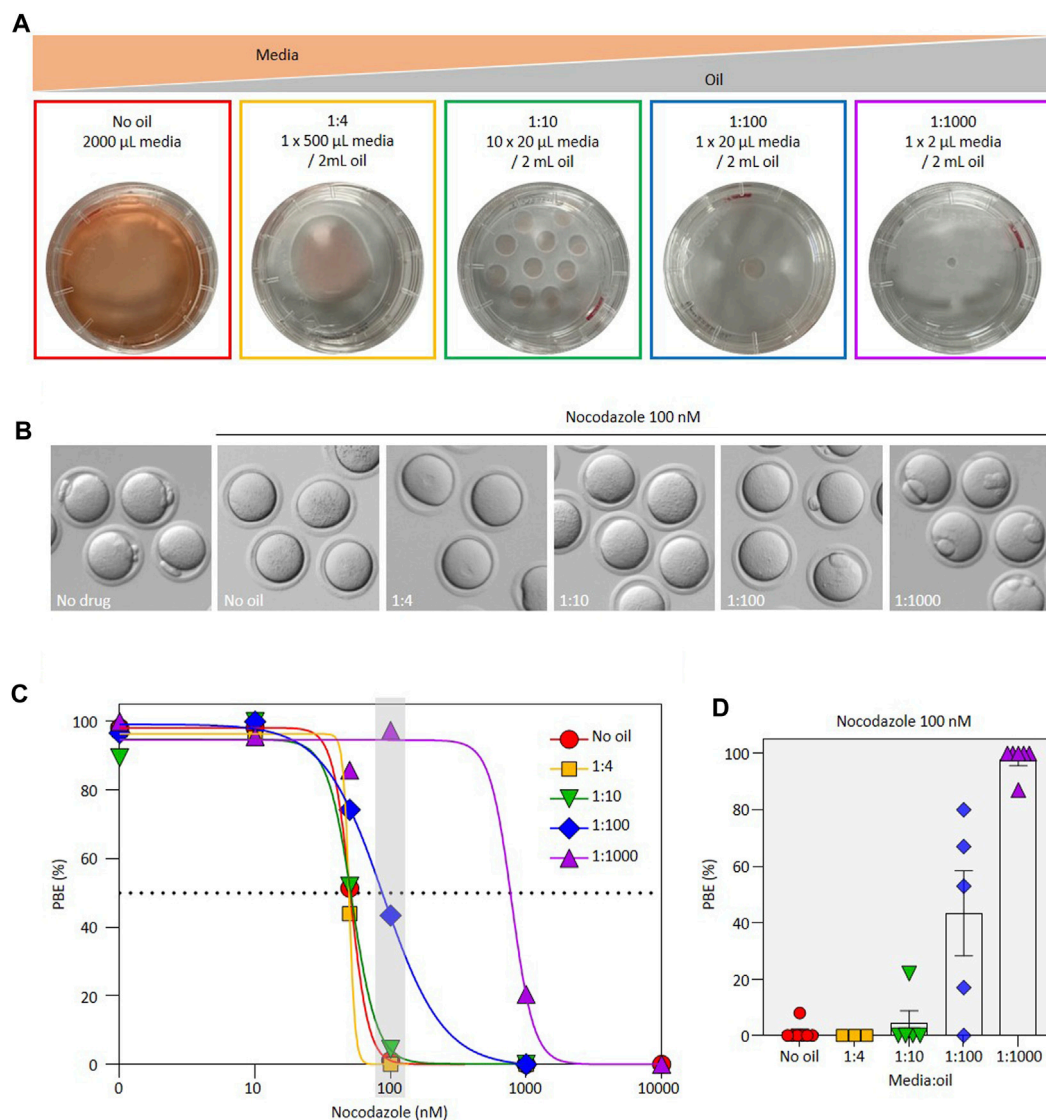 A
Media
Oil
No oil
2000 µL media
1:4
1 x 500 µL media
/ 2mL oil
1:10
10 x 20 µL media
/ 2 mL oil
1:100
1 x 20 µL media
/ 2 mL oil
1:1000
1 x 2 µL media
/ 2 mL oil
B
Nocodazole 100 nM
No drug
No oil
1:4
1:10
1:100
1:1000
C
PBE (%)
100
80
60
40
20
0
0
10
100
1000
10000
Nocodazole (nM)
No oil
1:4
1:10
1:100
1:1000
D
Nocodazole 100 nM
PBE (%)
100
80
60
40
20
0
No oil
1:4
1:10
1:100
1:1000
Media:oil